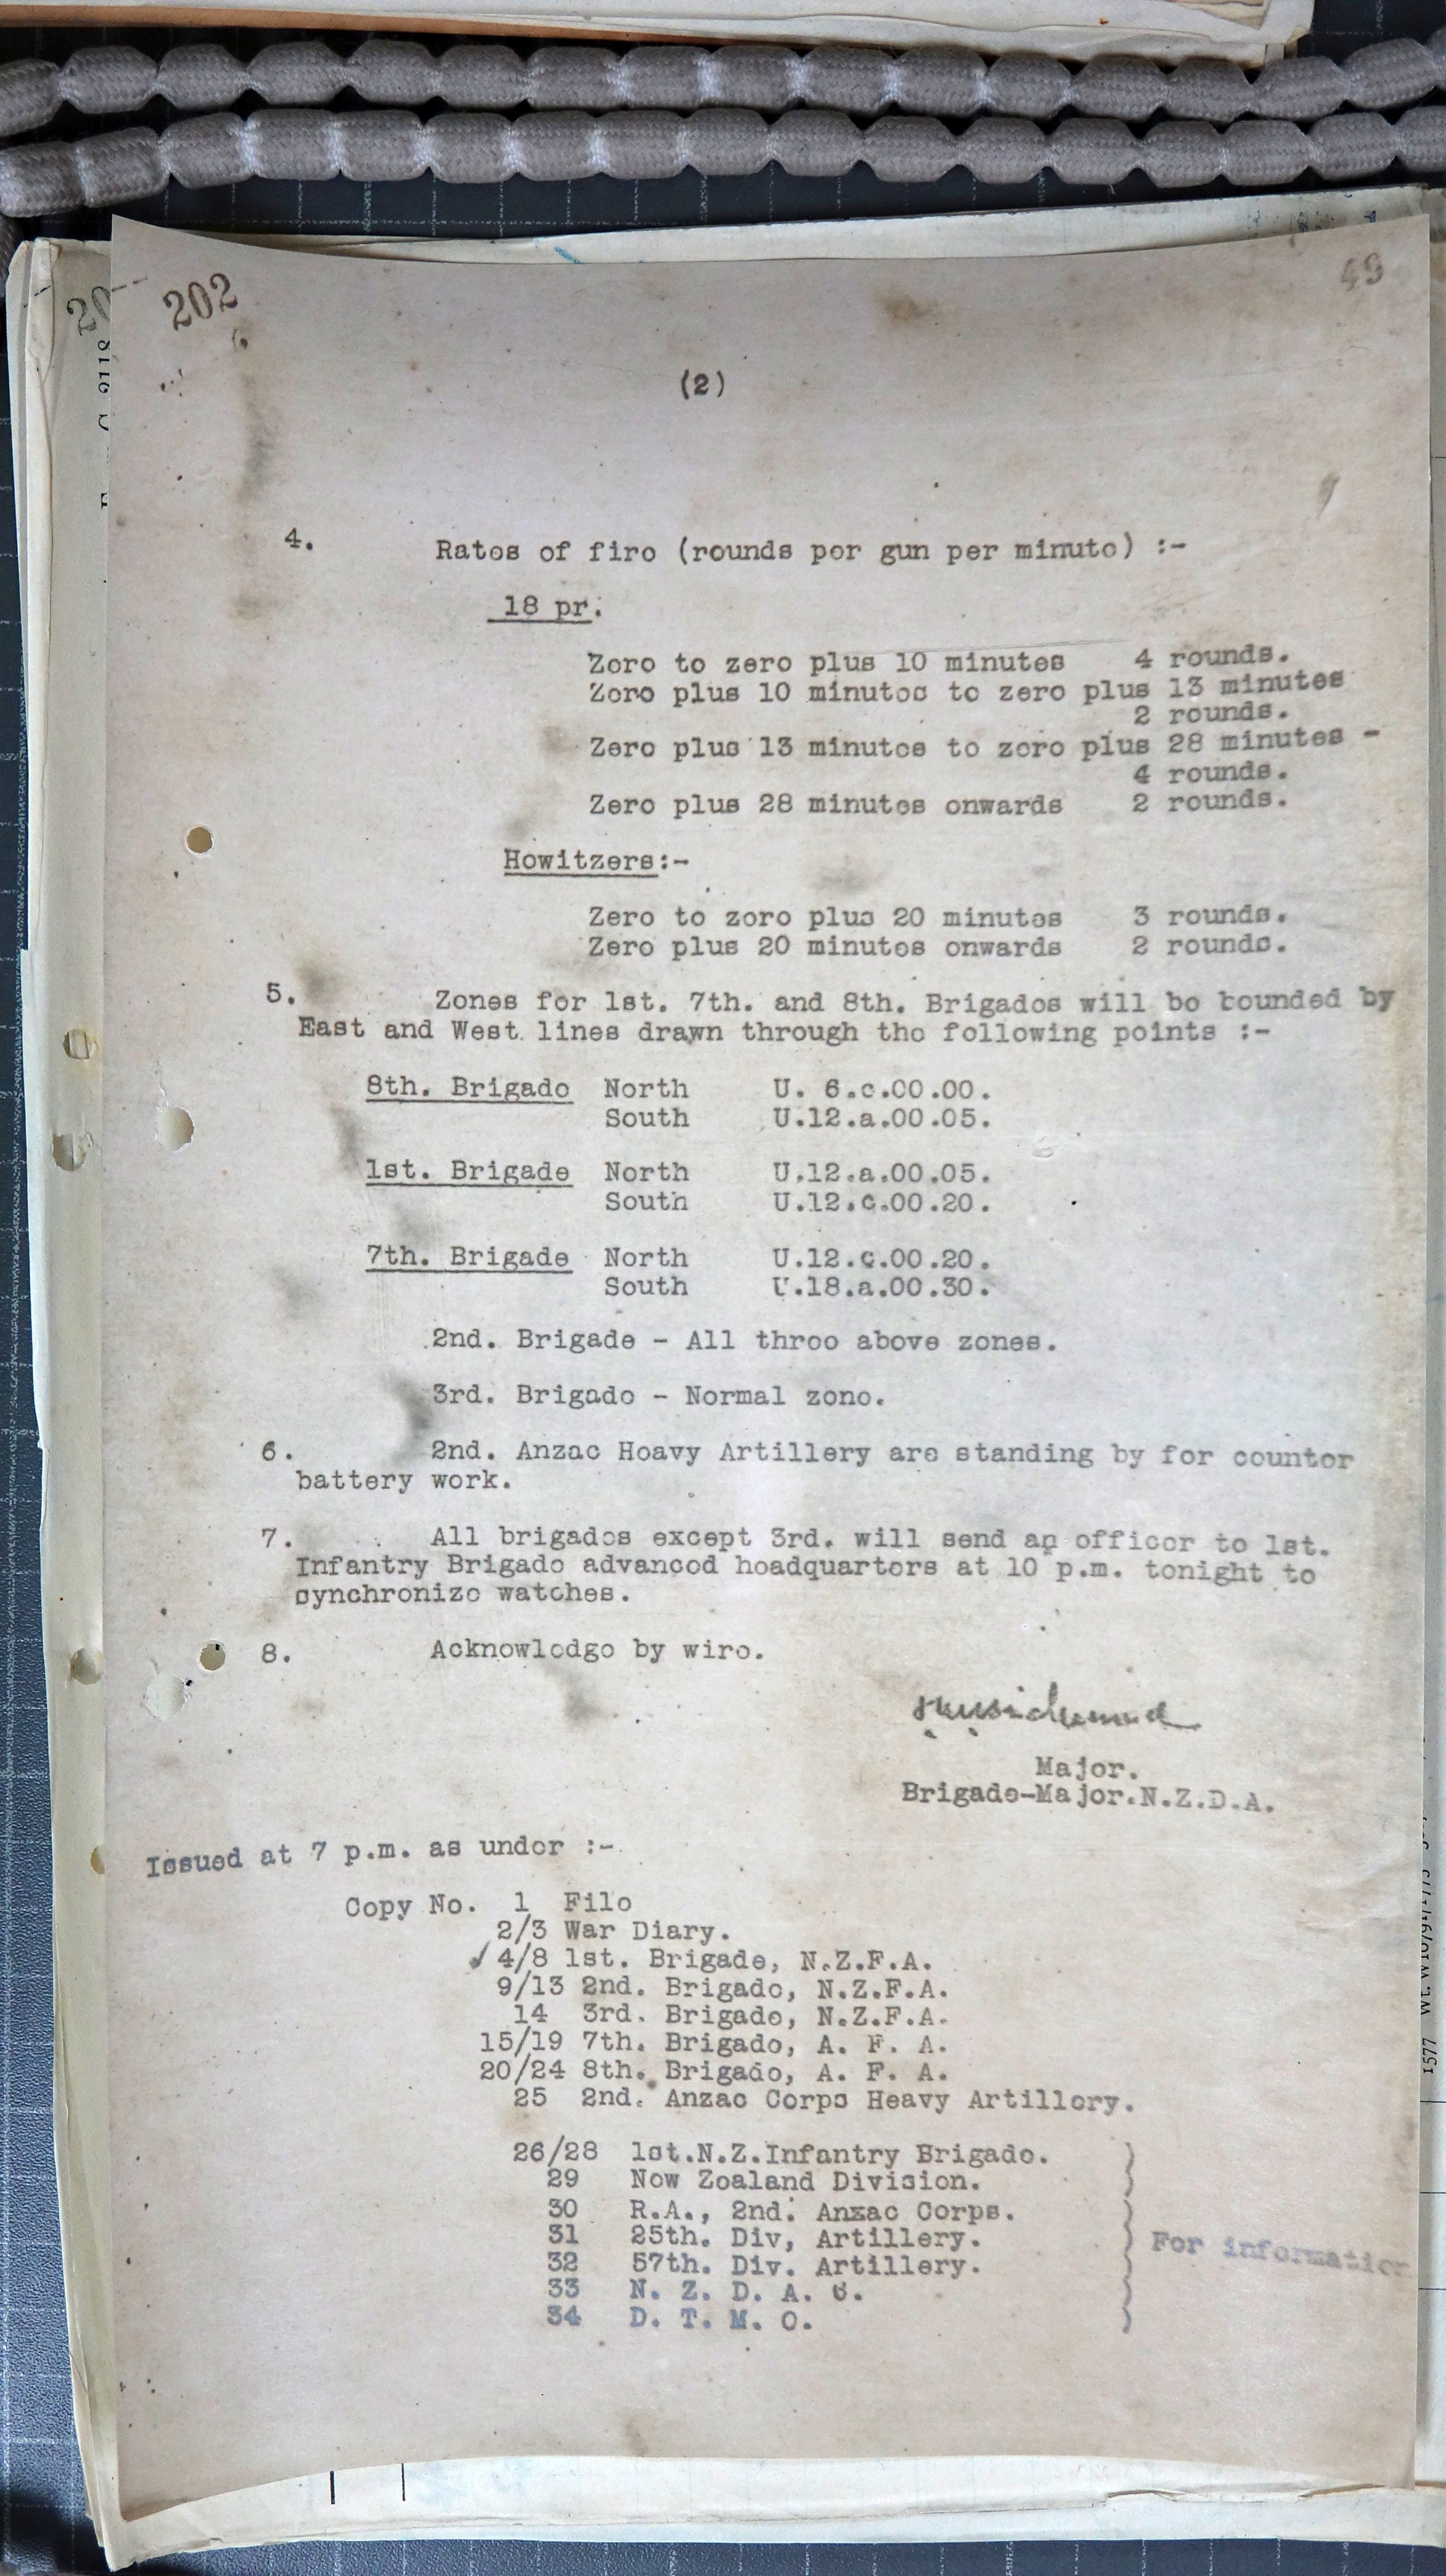 202
49
(2)
4. Rates of fire (rounds per gun per minute) :-
18 pr.
Zero to zero plus 10 minutes 4 rounds.
Zero plus 10 minutes to zero plus 13 minutes
2 rounds.
Zero plus 13 minutes to zero plus 28 minutes -
4 rounds.
Zero plus 28 minutes onwards 2 rounds.
Howitzers:-
Zero to zero plus 20 minutes 3 rounds.
Zero plus 20 minutes onwards 2 rounds.
5. Zones for 1st. 7th. and 8th. Brigades will be bounded by
East and West lines drawn through the following points :-
8th. Brigade North U. 6.c.00.00.
South U.12.a.00.05.
1st. Brigade North U.12.a.00.05.
South U.12.c.00.20.
7th. Brigade North U.12.c.00.20.
South U.18.a.00.30.
2nd. Brigade - All three above zones.
3rd. Brigade - Normal zone.
6. 2nd. Anzac Heavy Artillery are standing by for counter
battery work.
7. All brigades except 3rd. will send an officer to 1st.
Infantry Brigade advanced headquarters at 10 p.m. tonight to
synchronize watches.
8. Acknowledge by wire.
Major.
Brigade-Major.N.Z.D.A.
Issued at 7 p.m. as under :-
Copy No. 1 File
2/3 War Diary.
4/8 1st. Brigade, N.Z.F.A.
9/13 2nd. Brigade, N.Z.F.A.
14 3rd. Brigade, N.Z.F.A.
15/19 7th. Brigade, A. F. A.
20/24 8th. Brigade, A. F. A.
25 2nd. Anzac Corps Heavy Artillery.
26/28 1st.N.Z.Infantry Brigade.
29 New Zealand Division.
30 R.A., 2nd. Anzac Corps.
31 25th. Div, Artillery.
32 57th. Div. Artillery.
33 N. Z. D. A. C.
34 D. T. M. O.
For information
1577